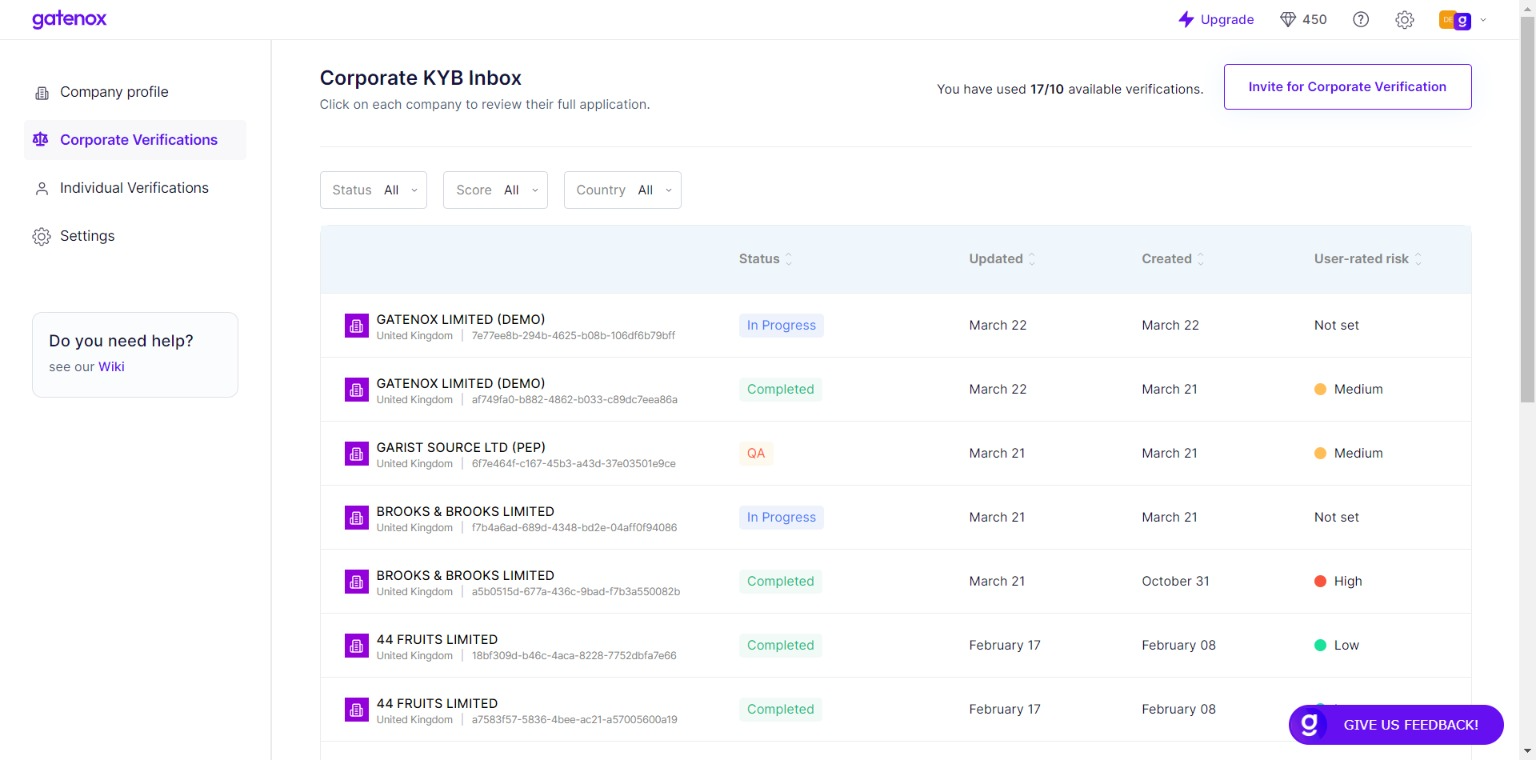 gatenox
Upgrade
450
Company profile
Corporate Verifications
Individual Verifications
Settings
Do you need help?
see our Wiki
Corporate KYB Inbox
Click on each company to review their full application.
You have used 17/10 available verifications.
Invite for Corporate Verification
Status All
Score All
Country All
Status Updated Created User-rated risk
GATENOX LIMITED (DEMO)
United Kingdom | 7e77ee8b-294b-4625-b08b-106df6b79bff
In Progress March 22 March 22 Not set
GATENOX LIMITED (DEMO)
United Kingdom | af749fa0-b882-4862-b033-c89dc7eea86a
Completed March 22 March 21 Medium
GARIST SOURCE LTD (PEP)
United Kingdom | 6f7e464f-c167-45b3-a43d-37e03501e9ce
QA March 21 March 21 Medium
BROOKS & BROOKS LIMITED
United Kingdom | f7b4a6ad-689d-4348-bd2e-04aff0f94086
In Progress March 21 March 21 Not set
BROOKS & BROOKS LIMITED
United Kingdom | a5b0515d-677a-436c-9bad-f7b3a550082b
Completed March 21 October 31 High
44 FRUITS LIMITED
United Kingdom | 18bf309d-b46c-4aca-8228-7752dbfa7e66
Completed February 17 February 08 Low
44 FRUITS LIMITED
United Kingdom | a7583f57-5836-4bee-ac21-a57005600a19
Completed February 17 February 08
g GIVE US FEEDBACK!